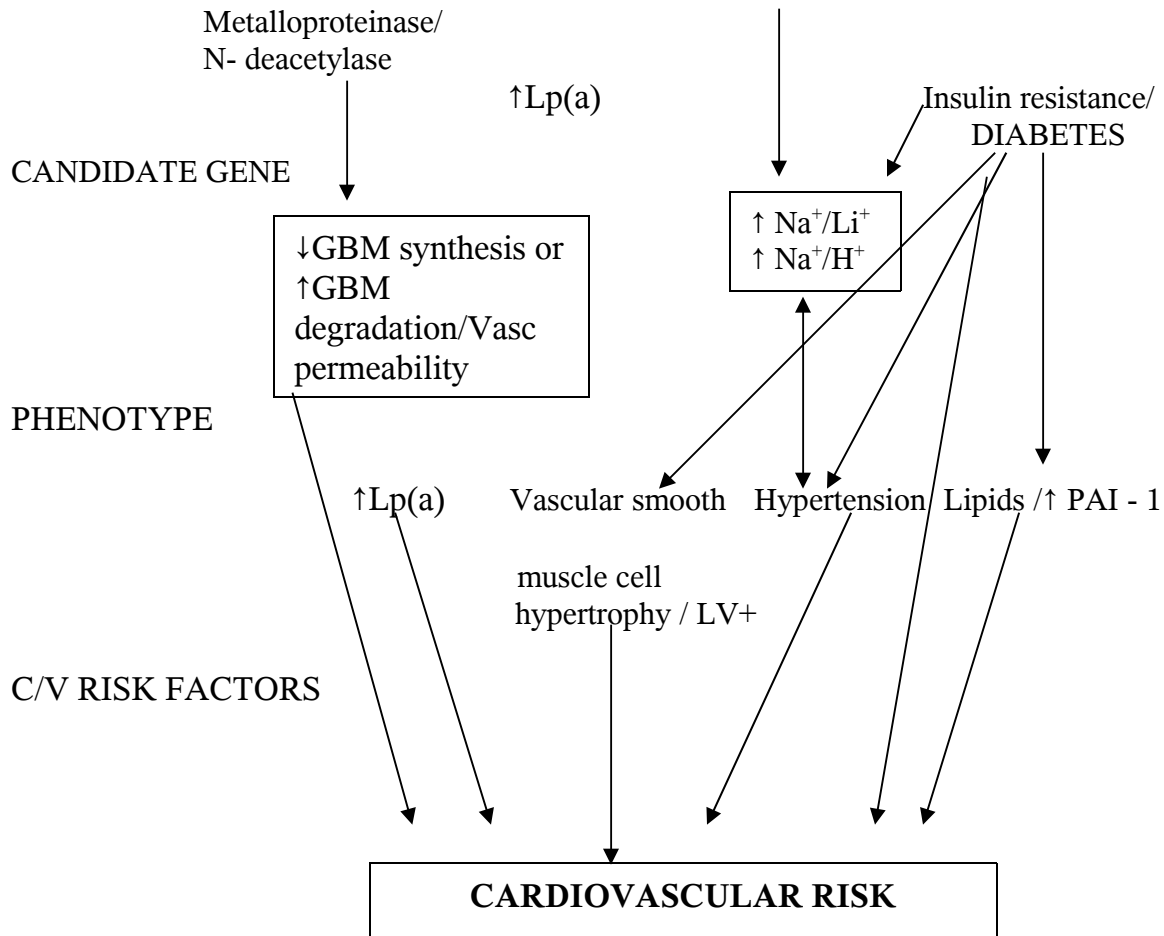 Metalloproteinase/
N- deacetylase
↑Lp(a)
Insulin resistance/
DIABETES
CANDIDATE GENE
↑ Na⁺/Li⁺
↑ Na⁺/H⁺
↓GBM synthesis or
↑GBM
degradation/Vasc
permeability
PHENOTYPE
↑Lp(a) Vascular smooth Hypertension Lipids /↑ PAI - 1
muscle cell
hypertrophy / LV+
C/V RISK FACTORS
CARDIOVASCULAR RISK